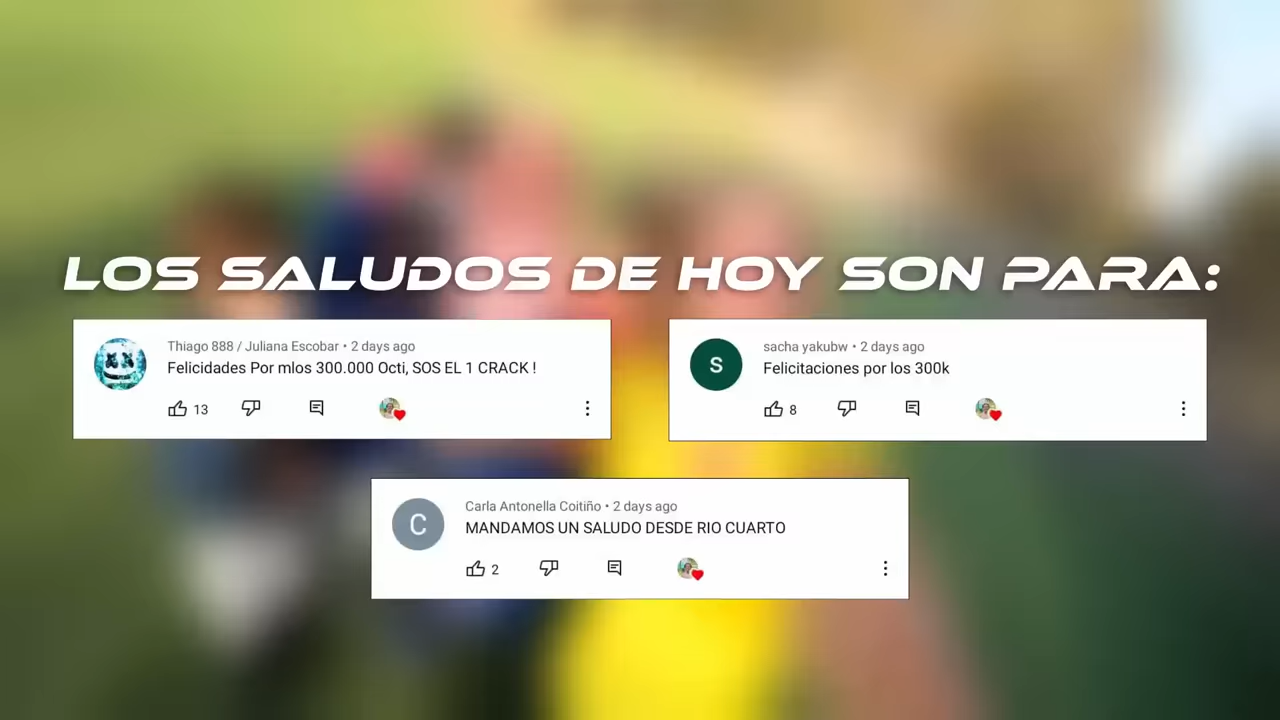 LOS SALUDOS DE HOY SON PARA:
Thiago 888 / Juliana Escobar • 2 days ago
Felicidades Por mlos 300.000 Octi, SOS EL 1 CRACK !
13
S
sacha yakubw • 2 days ago
Felicitaciones por los 300k
8
C
Carla Antonella Coitiño • 2 days ago
MANDAMOS UN SALUDO DESDE RIO CUARTO
2